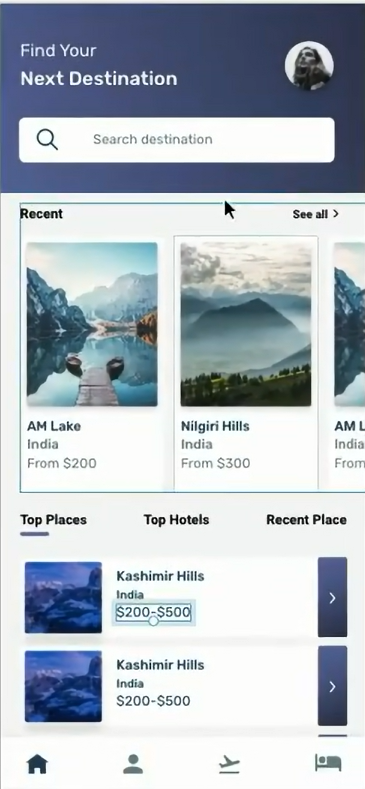 Find Your
Next Destination
Search destination
Recent
See all >
AM Lake
India
From $200
Nilgiri Hills
India
From $300
AM L
India
From
Top Places
Top Hotels
Recent Place
Kashimir Hills
India
$200-$500
Kashimir Hills
India
$200-$500